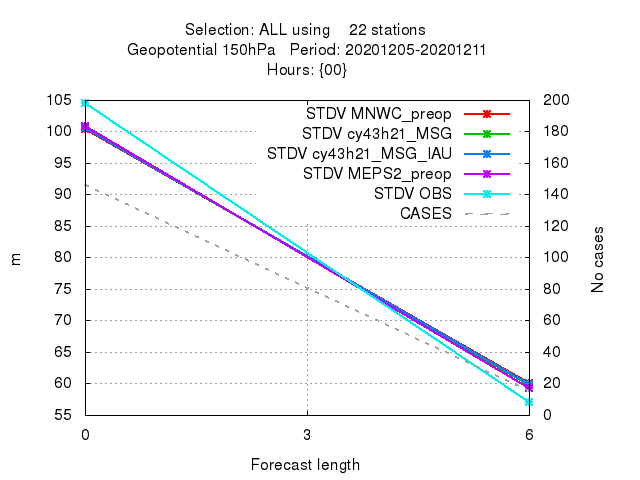 Selection: ALL using    22 stations
Geopotential 150hPa   Period: 20201205-20201211
Hours: {00}
105 200
STDV MNWC_preop
100 180
STDV cy43h21_MSG
STDV cy43h21_MSG_IAU
95 160
STDV MEPS2_preop
90 140
STDV OBS
CASES
85 120
80 100
m
No cases
75 80
70 60
65 40
60 20
55 0
0 3 6
Forecast length